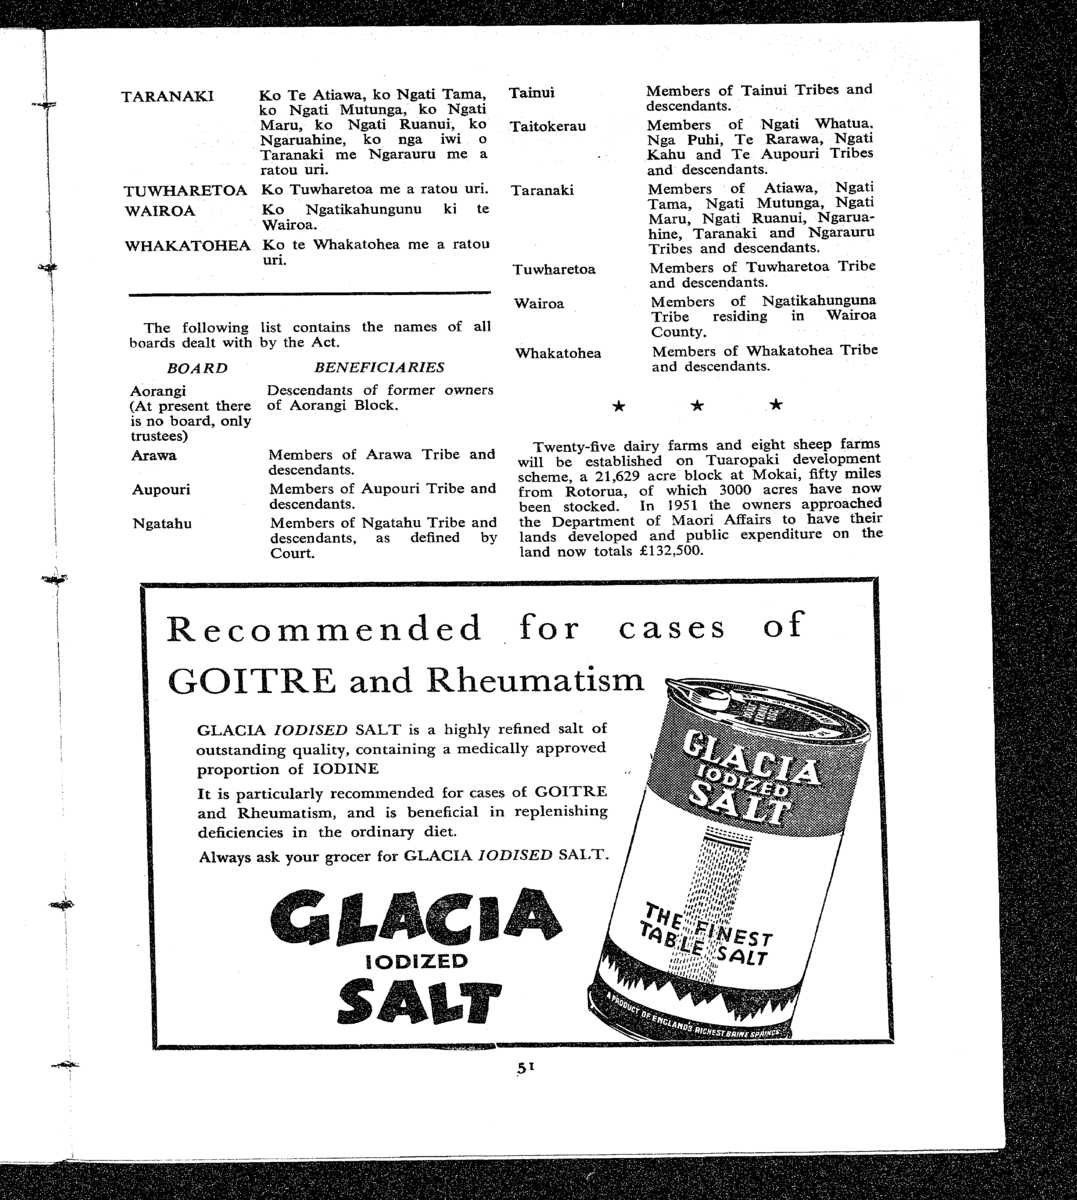 TARANAKI Ko Te Atiawa, ko Ngati Tama,
ko Ngati Mutunga, ko Ngati
Maru, ko Ngati Ruanui, ko
Ngaruahine, ko nga iwi o
Taranaki me Ngarauru me a
ratou uri.
TUWHARETOA Ko Tuwharetoa me a ratou uri.
WAIROA Ko Ngatikahungunu ki te
Wairoa.
WHAKATOHEA Ko te Whakatohea me a ratou
uri.
The following list contains the names of all
boards dealt with by the Act.
BOARD BENEFICIARIES
Aorangi Descendants of former owners
(At present there of Aorangi Block.
is no board, only
trustees)
Arawa Members of Arawa Tribe and
descendants.
Aupouri Members of Aupouri Tribe and
descendants.
Ngatahu Members of Ngatahu Tribe and
descendants, as defined by
Court.
Tainui Members of Tainui Tribes and
descendants.
Taitokerau Members of Ngati Whatua,
Nga Puhi, Te Rarawa, Ngati
Kahu and Te Aupouri Tribes
and descendants.
Taranaki Members of Atiawa, Ngati
Tama, Ngati Mutunga, Ngati
Maru, Ngati Ruanui, Ngarua-
hine, Taranaki and Ngarauru
Tribes and descendants.
Tuwharetoa Members of Tuwharetoa Tribe
and descendants.
Wairoa Members of Ngatikahunguna
Tribe residing in Wairoa
County.
Whakatohea Members of Whakatohea Tribe
and descendants.
★ ★ ★
Twenty-five dairy farms and eight sheep farms
will be established on Tuaropaki development
scheme, a 21,629 acre block at Mokai, fifty miles
from Rotorua, of which 3000 acres have now
been stocked. In 1951 the owners approached
the Department of Maori Affairs to have their
lands developed and public expenditure on the
land now totals £132,500.
Recommended for cases of
GOITRE and Rheumatism
GLACIA IODISED SALT is a highly refined salt of
outstanding quality, containing a medically approved
proportion of IODINE
It is particularly recommended for cases of GOITRE
and Rheumatism, and is beneficial in replenishing
deficiencies in the ordinary diet.
Always ask your grocer for GLACIA IODISED SALT.
GLACIA
IODIZED
SALT
GLACIA
IODIZED
SALT
THE FINEST
TABLE SALT
A PRODUCT OF ENGLAND'S RICHEST BRINE SPRINGS
51